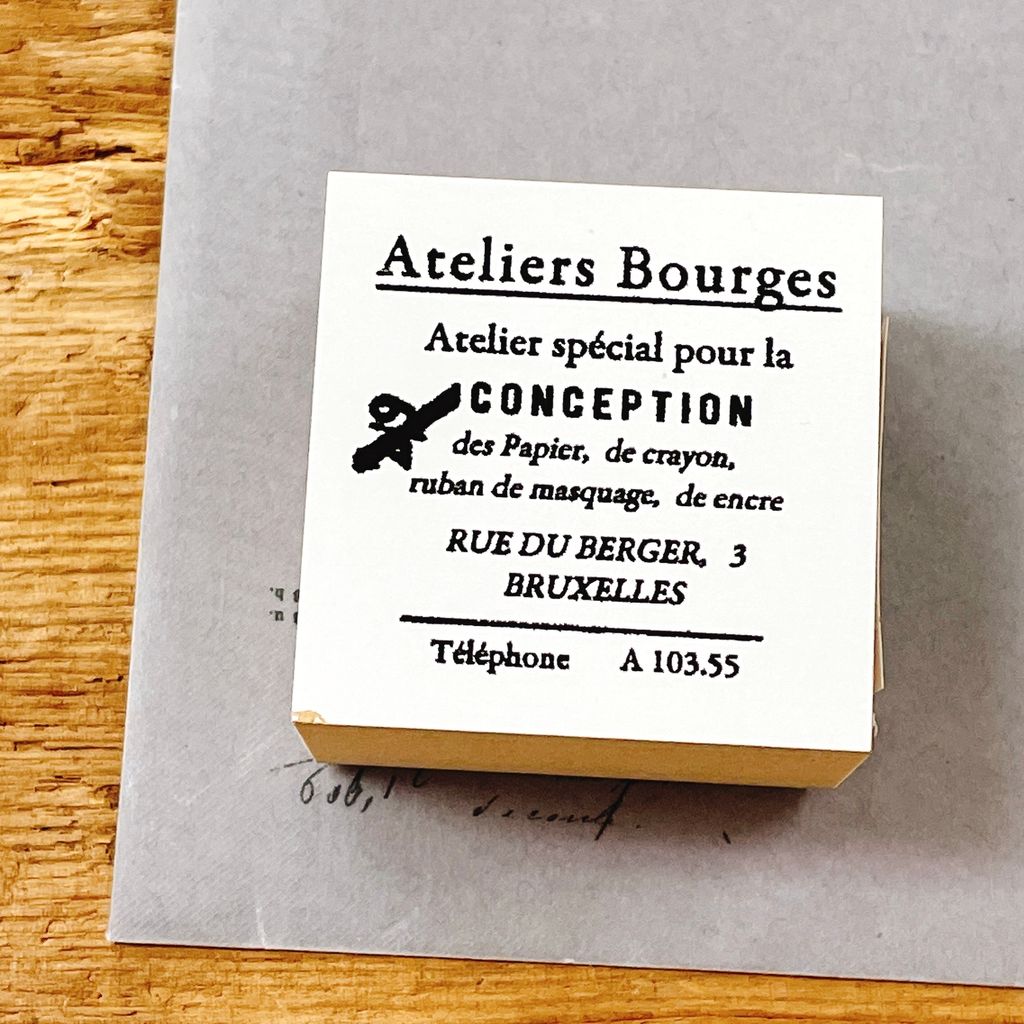 Ateliers Bourges
Atelier spécial pour la
CONCEPTION
des Papier, de crayon,
ruban de masquage, de encre
RUE DU BERGER, 3
BRUXELLES
Téléphone A 103.55